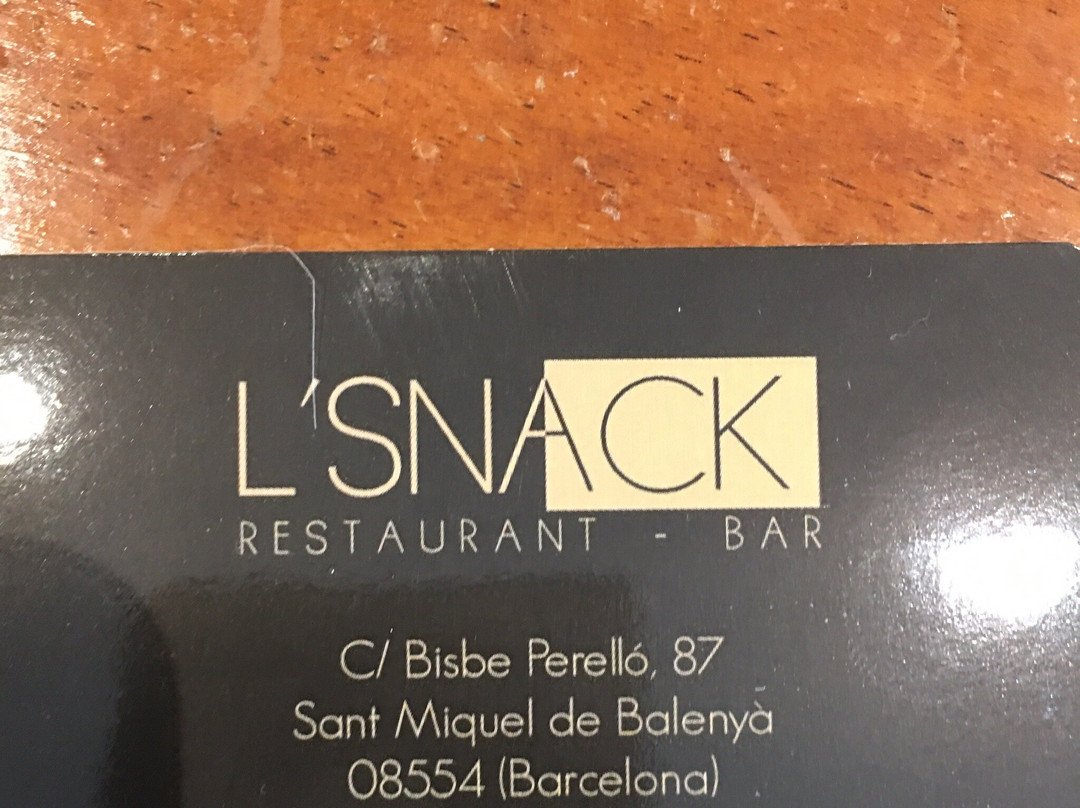 L'SNACK
RESTAURANT - BAR
C/ Bisbe Perelló, 87
Sant Miquel de Balenyà
08554 (Barcelona)